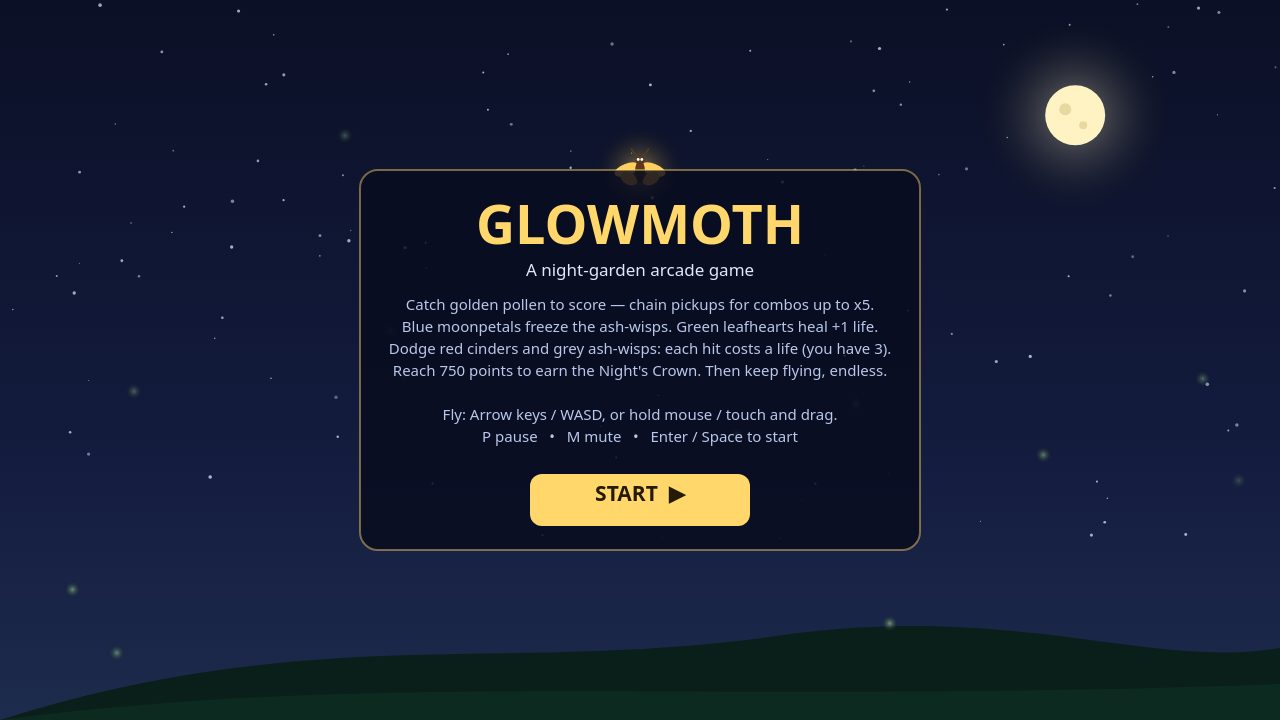 GLOWMOTH
A night-garden arcade game
Catch golden pollen to score — chain pickups for combos up to x5.
Blue moonpetals freeze the ash-wisps. Green leafhearts heal +1 life.
Dodge red cinders and grey ash-wisps: each hit costs a life (you have 3).
Reach 750 points to earn the Night's Crown. Then keep flying, endless.
Fly: Arrow keys / WASD, or hold mouse / touch and drag.
P pause • M mute • Enter / Space to start
START ▶